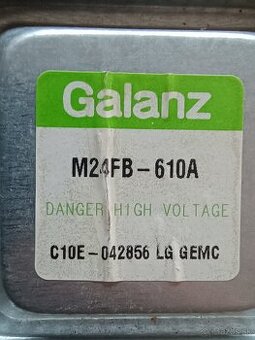 Galanz
M24FB-610A
DANGER HIGH VOLTAGE
C10E-042856 LG GEMC